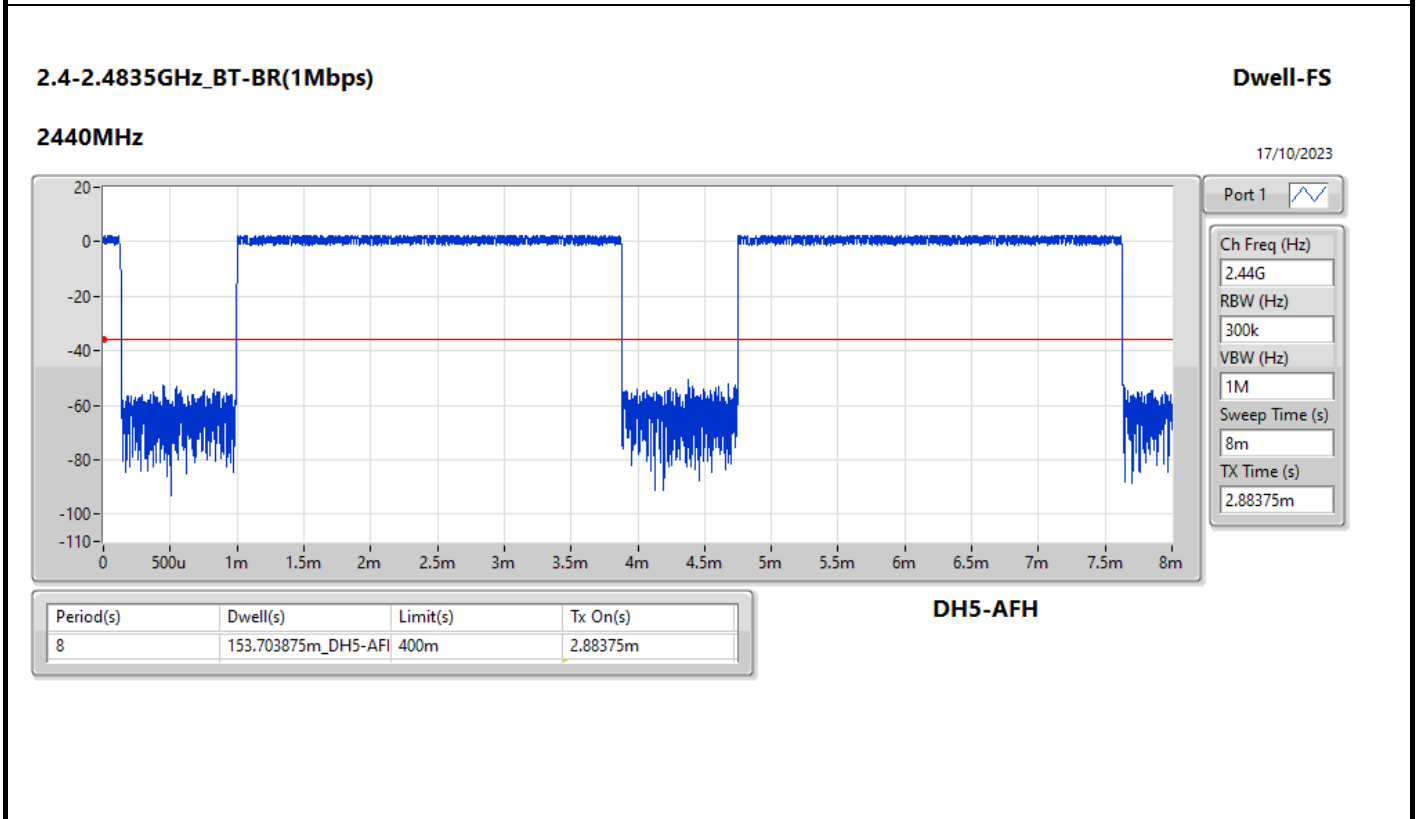 2.4-2.4835GHz_BT-BR(1Mbps)
Dwell-FS
2440MHz
17/10/2023
Port 1
20
0
-20
-40
-60
-80
-100
-110
0 500u 1m 1.5m 2m 2.5m 3m 3.5m 4m 4.5m 5m 5.5m 6m 6.5m 7m 7.5m 8m
Ch Freq (Hz)
2.44G
RBW (Hz)
300k
VBW (Hz)
1M
Sweep Time (s)
8m
TX Time (s)
2.88375m
Period(s) Dwell(s) Limit(s) Tx On(s)
8 153.703875m_DH5-AFI 400m 2.88375m
DH5-AFH